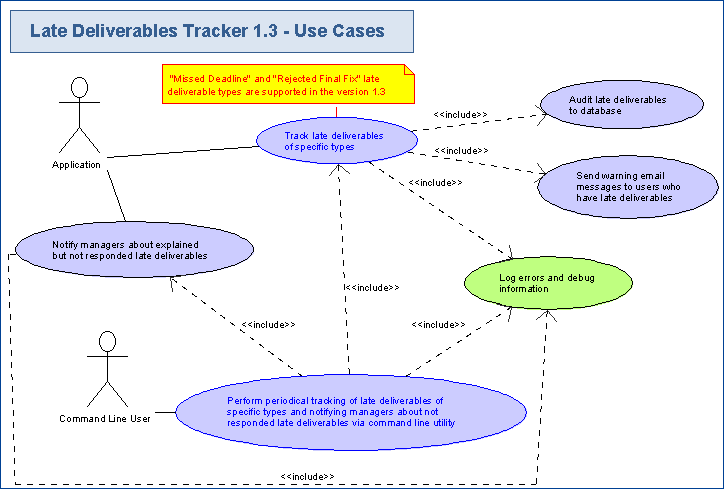 Late Deliverables Tracker 1.3 - Use Cases
"Missed Deadline" and "Rejected Final Fix" late
deliverable types are supported in the version 1.3
Application
Track late deliverables
of specific types
<<include>>
Audit late deliverables
to database
<<include>>
Send warning email
messages to users who
have late deliverables
<<include>>
Notify managers about explained
but not responded late deliverables
Log errors and debug
information
<<include>>
<<include>>
<<include>>
Command Line User
Perform periodical tracking of late deliverables of
specific types and notifying managers about not
responded late deliverables via command line utility
<<include>>